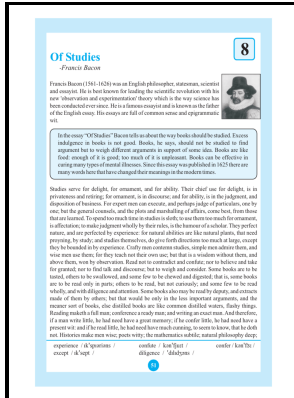 8
Of Studies
-Francis Bacon
Francis Bacon (1561-1626) was an English philosopher, statesman, scientist
and essayist. He is best known for leading the scientific revolution with his
new 'observation and experimentation' theory which is the way science has
been conducted ever since. He is a famous essayist and is known as the father
of the English essay. His essays are full of common sense and epigrammatic
wit.
In the essay "Of Studies" Bacon tells us about the way books should be studied. Excess
indulgence in books is not good. Books, he says, should not be studied to find
argument but to weigh different arguments in support of some idea. Books are like
food: enough of it is good; too much of it is unpleasant. Books can be effective in
curing many types of mental illnesses. Since this essay was published in 1625 there are
many words here that have changed their meanings in the modern times.
Studies serve for delight, for ornament, and for ability. Their chief use for delight, is in
privateness and retiring; for ornament, is in discourse; and for ability, is in the judgment, and
disposition of business. For expert men can execute, and perhaps judge of particulars, one by
one; but the general counsels, and the plots and marshalling of affairs, come best, from those
that are learned. To spend too much time in studies is sloth; to use them too much for ornament,
is affectation; to make judgment wholly by their rules, is the humour of a scholar. They perfect
nature, and are perfected by experience: for natural abilities are like natural plants, that need
proyning, by study; and studies themselves, do give forth directions too much at large, except
they be bounded in by experience. Crafty men contemn studies, simple men admire them, and
wise men use them; for they teach not their own use; but that is a wisdom without them, and
above them, won by observation. Read not to contradict and confute; nor to believe and take
for granted; nor to find talk and discourse; but to weigh and consider. Some books are to be
tasted, others to be swallowed, and some few to be chewed and digested; that is, some books
are to be read only in parts; others to be read, but not curiously; and some few to be read
wholly, and with diligence and attention. Some books also may be read by deputy, and extracts
made of them by others; but that would be only in the less important arguments, and the
meaner sort of books, else distilled books are like common distilled waters, flashy things.
Reading maketh a full man; conference a ready man; and writing an exact man. And therefore,
if a man write little, he had need have a great memory; if he confer little, he had need have a
present wit: and if he read little, he had need have much cunning, to seem to know, that he doth
not. Histories make men wise; poets witty; the mathematics subtile; natural philosophy deep;
experience / ɪk'spɪərɪəns / confute / kən'fjuːt / confer / kən'fɜː /
except / ɪk'sept / diligence / 'dɪlɪdʒəns /
53